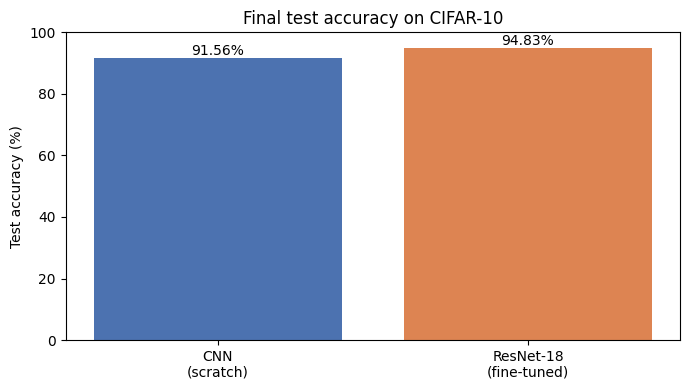 Final test accuracy on CIFAR-10
91.56%
94.83%
100
80
60
40
20
0
Test accuracy (%)
CNN
(scratch)
ResNet-18
(fine-tuned)